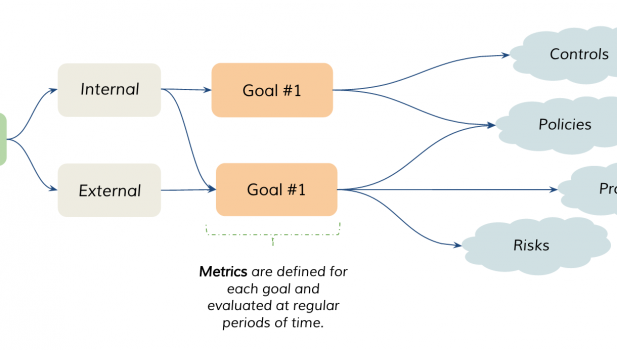 Controls
Internal
Goal #1
Policies
External
Goal #1
Risks
Metrics are defined for
each goal and
evaluated at regular
periods of time.